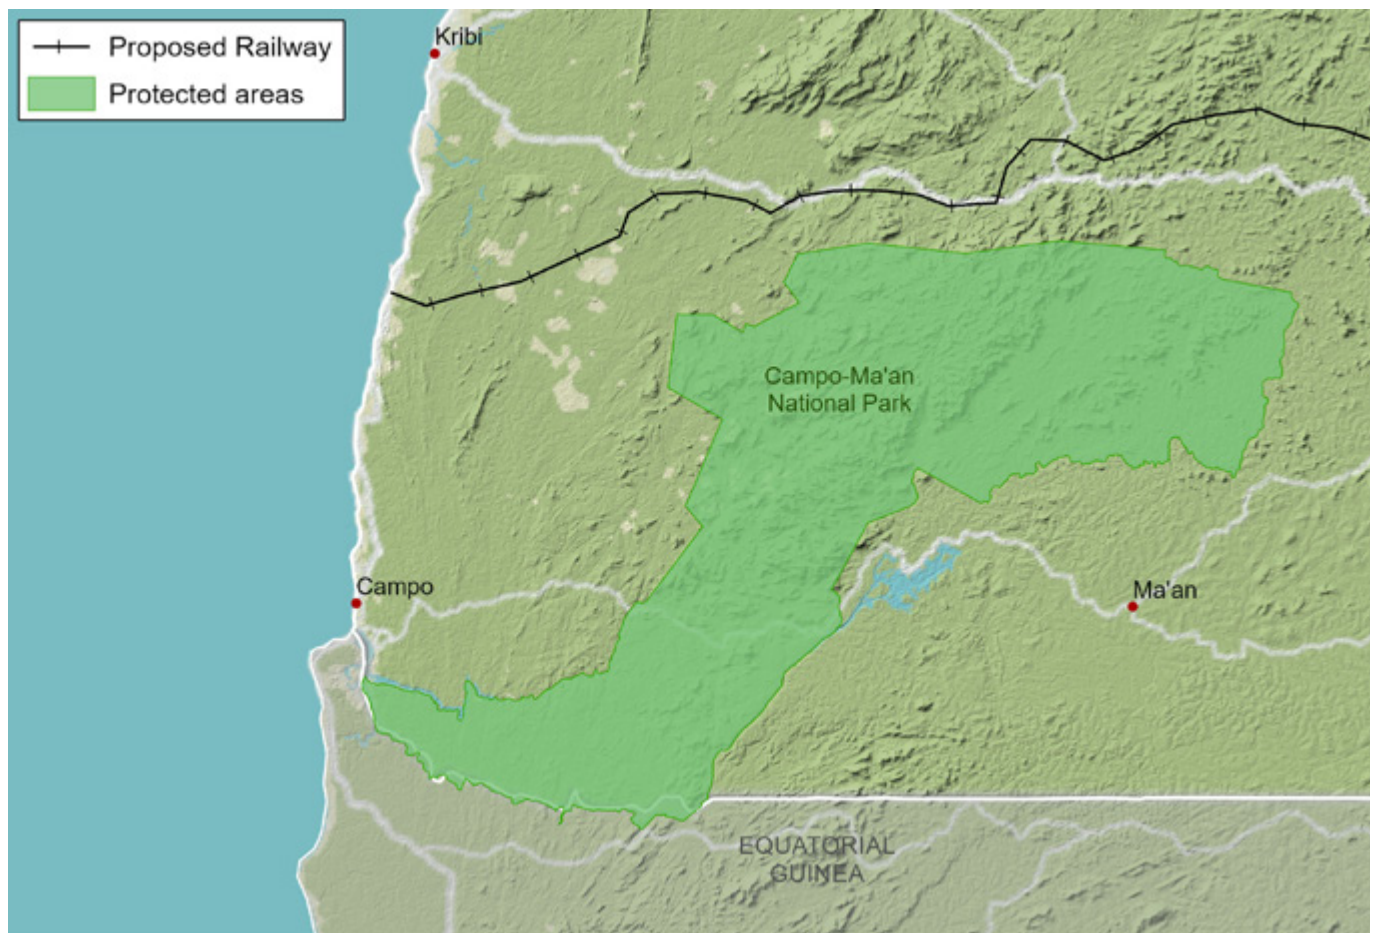 Kribi
Proposed Railway
Protected areas
Campo-Ma'an
National Park
Campo
Ma'an
EQUATORIAL
GUINEA